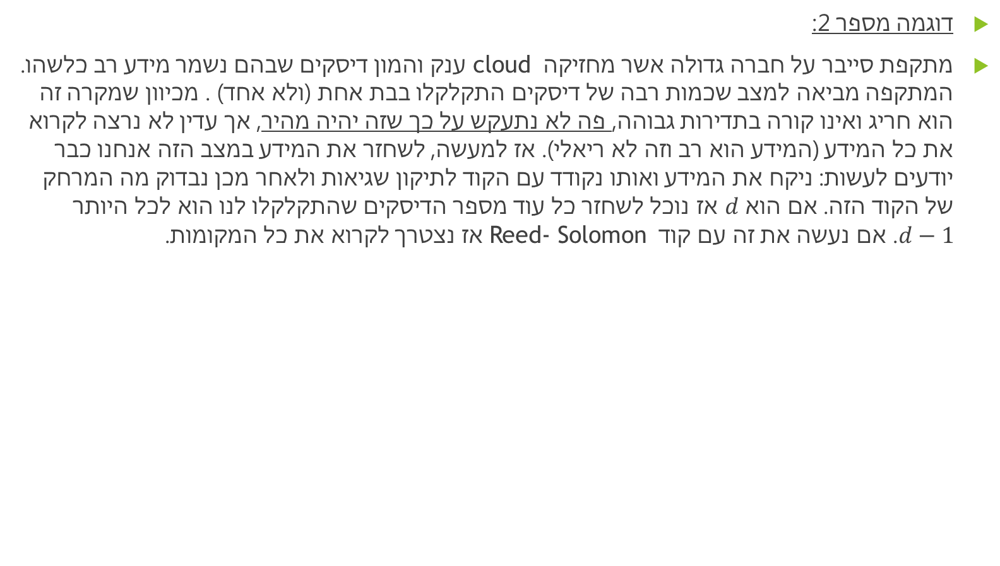 דוגמה מספר 2:
מתקפת סייבר על חברה גדולה אשר מחזיקה cloud ענק והמון דיסקים שבהם נשמר מידע רב כלשהו.
המתקפה מביאה למצב שכמות רבה של דיסקים התקלקלו בבת אחת (ולא אחד) . מכיוון שמקרה זה
הוא חריג ואינו קורה בתדירות גבוהה, פה לא נתעקש על כך שזה יהיה מהיר, אך עדין לא נרצה לקרוא
את כל המידע (המידע הוא רב וזה לא ריאלי). אז למעשה, לשחזר את המידע במצב הזה אנחנו כבר
יודעים לעשות: ניקח את המידע ואותו נקודד עם הקוד לתיקון שגיאות ולאחר מכן נבדוק מה המרחק
של הקוד הזה. אם הוא d אז נוכל לשחזר כל עוד מספר הדיסקים שהתקלקלו לנו הוא לכל היותר
d − 1. אם נעשה את זה עם קוד Reed- Solomon אז נצטרך לקרוא את כל המקומות.